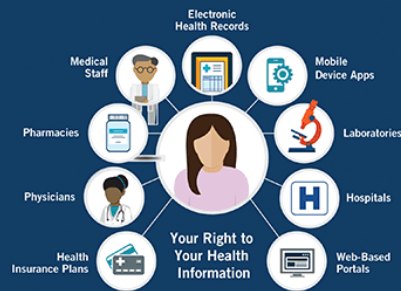 Electronic
Health Records
Medical
Staff
Mobile
Device Apps
Pharmacies
Laboratories
Physicians
Hospitals
H
Health
Insurance Plans
Your Right to
Your Health
Information
Web-Based
Portals